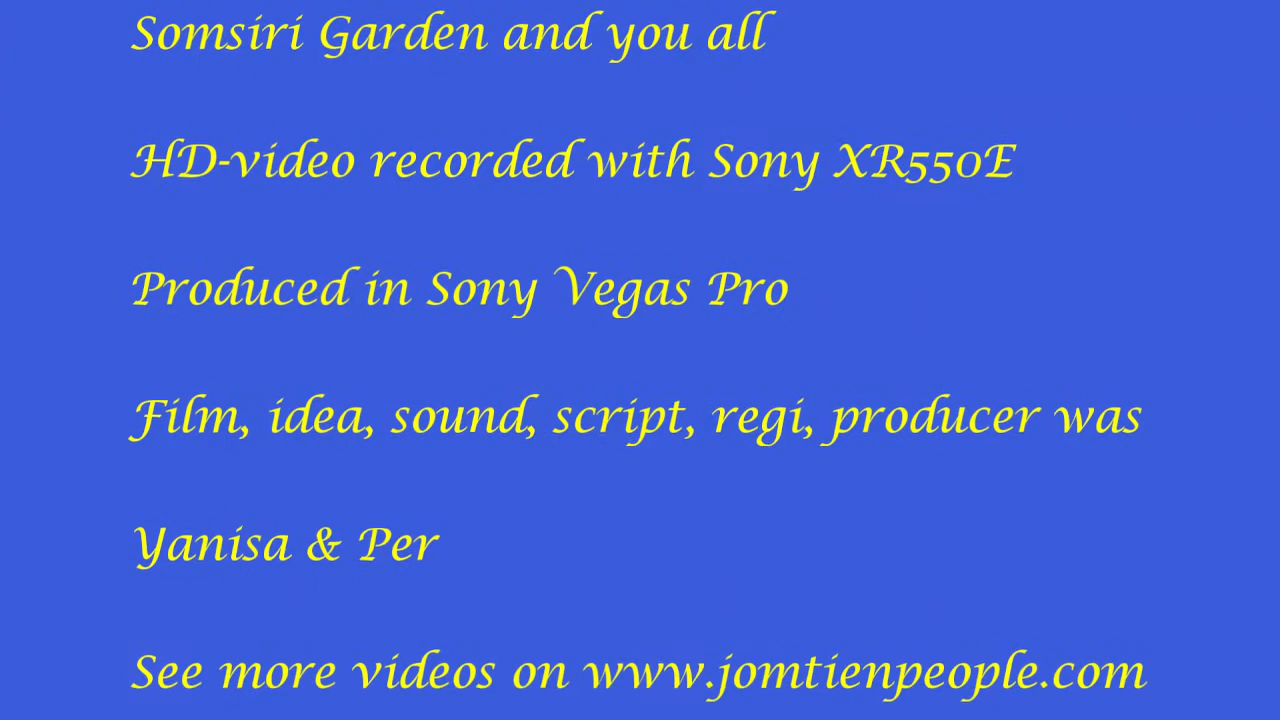 Somsiri Garden and you all
HD-video recorded with Sony XR550E
Produced in Sony Vegas Pro
Film, idea, sound, script, regi, producer was
Yanisa & Per
See more videos on www.jomtienpeople.com